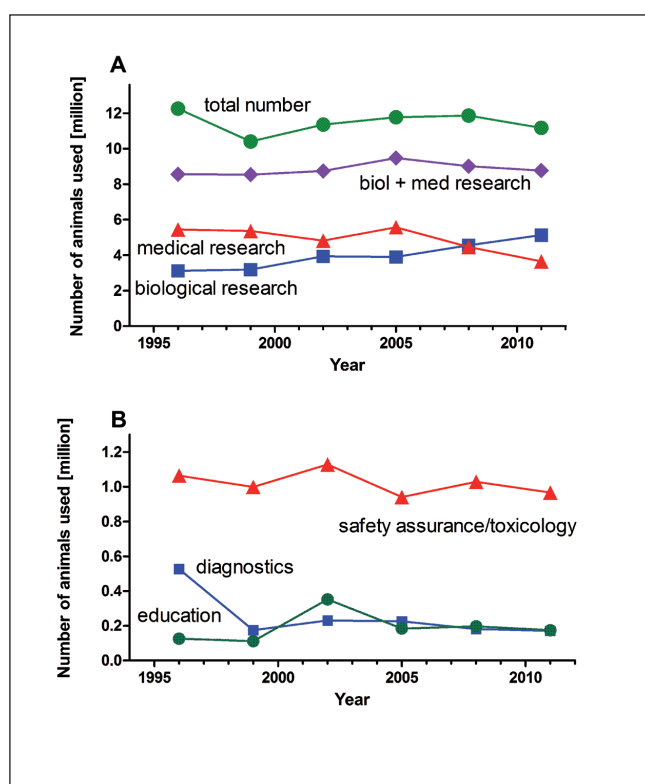 A
Number of animals used [million]
12
10
8
6
4
2
0
total number
biol + med research
medical research
biological research
1995
2000
2005
2010
Year
B
Number of animals used [million]
1.2
1.0
0.8
0.6
0.4
0.2
0.0
safety assurance/toxicology
diagnostics
education
1995
2000
2005
2010
Year